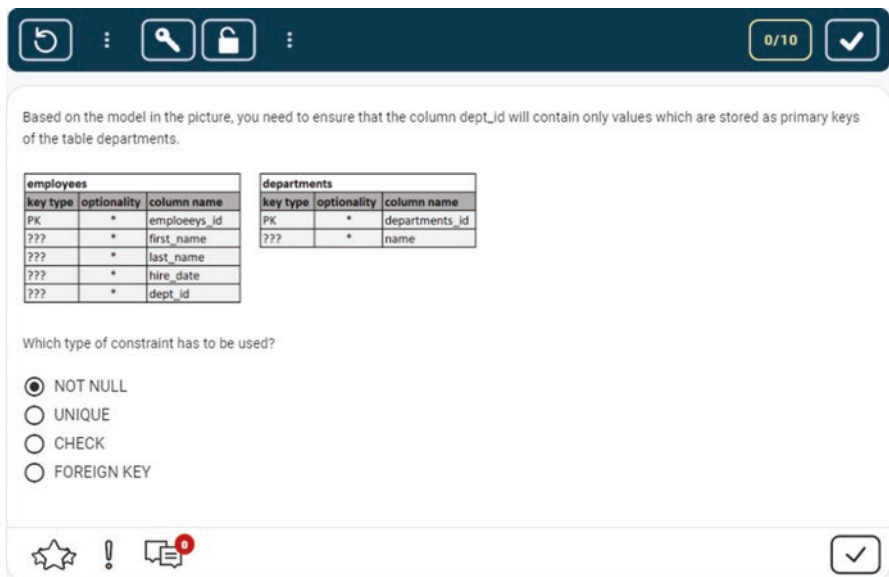 0/10
Based on the model in the picture, you need to ensure that the column dept_id will contain only values which are stored as primary keys
of the table departments.
employees
key type optionality column name
PK * emploeeys_id
??? * first_name
??? * last_name
??? * hire_date
??? * dept_id
departments
key type optionality column name
PK * departments_id
??? * name
Which type of constraint has to be used?
NOT NULL
UNIQUE
CHECK
FOREIGN KEY
0